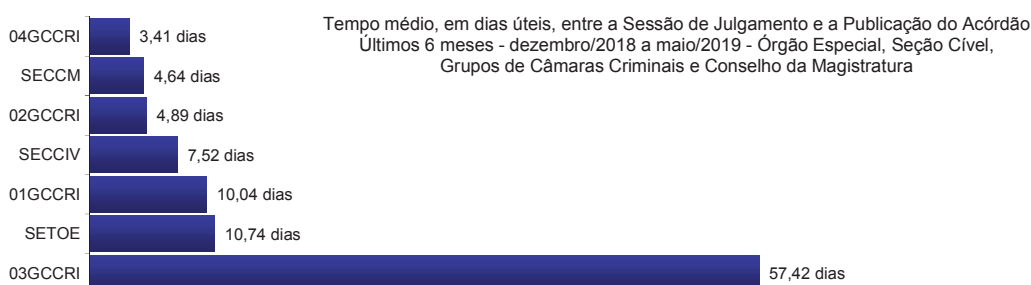 Tempo médio, em dias úteis, entre a Sessão de Julgamento e a Publicação do Acórdão
Últimos 6 meses - dezembro/2018 a maio/2019 - Órgão Especial, Seção Cível,
Grupos de Câmaras Criminais e Conselho da Magistratura
04GCCRI 3,41 dias
SECCM 4,64 dias
02GCCRI 4,89 dias
SECCIV 7,52 dias
01GCCRI 10,04 dias
SETOE 10,74 dias
03GCCRI 57,42 dias